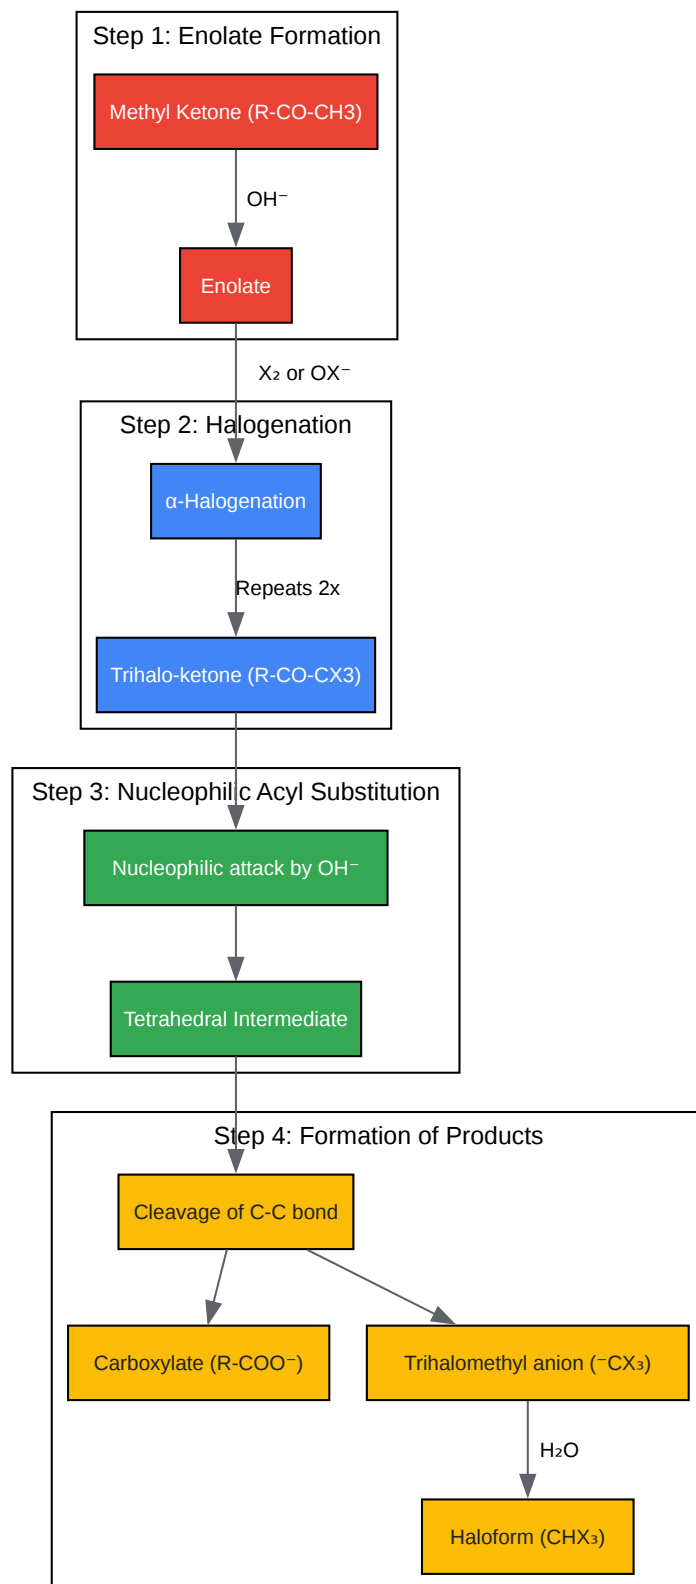 Step 1: Enolate Formation
Methyl Ketone (R-CO-CH3)
OH⁻
Enolate
X₂ or OX⁻
Step 2: Halogenation
α-Halogenation
Repeats 2x
Trihalo-ketone (R-CO-CX3)
Step 3: Nucleophilic Acyl Substitution
Nucleophilic attack by OH⁻
Tetrahedral Intermediate
Step 4: Formation of Products
Cleavage of C-C bond
Carboxylate (R-COO⁻)
Trihalomethyl anion (⁻CX₃)
H₂O
Haloform (CHX₃)